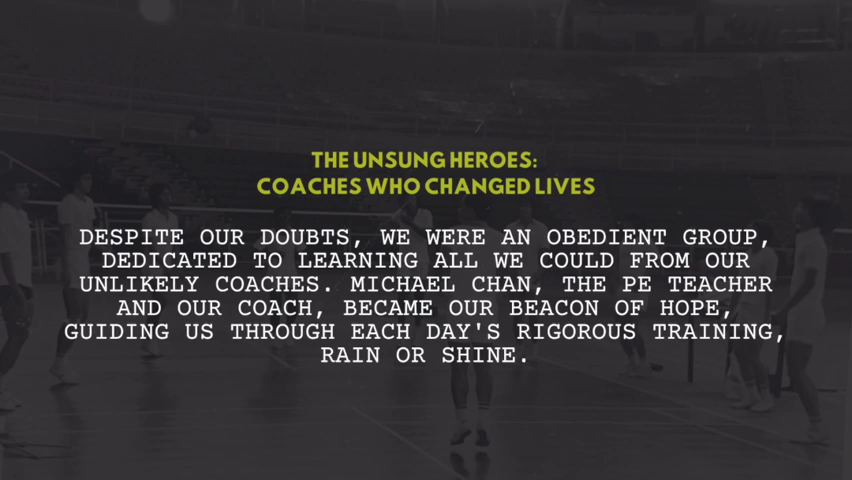 THE UNSUNG HEROES:
COACHES WHO CHANGED LIVES
DESPITE OUR DOUBTS, WE WERE AN OBEDIENT GROUP,
DEDICATED TO LEARNING ALL WE COULD FROM OUR
UNLIKELY COACHES. MICHAEL CHAN, THE PE TEACHER
AND OUR COACH, BECAME OUR BEACON OF HOPE,
GUIDING US THROUGH EACH DAY'S RIGOROUS TRAINING,
RAIN OR SHINE.